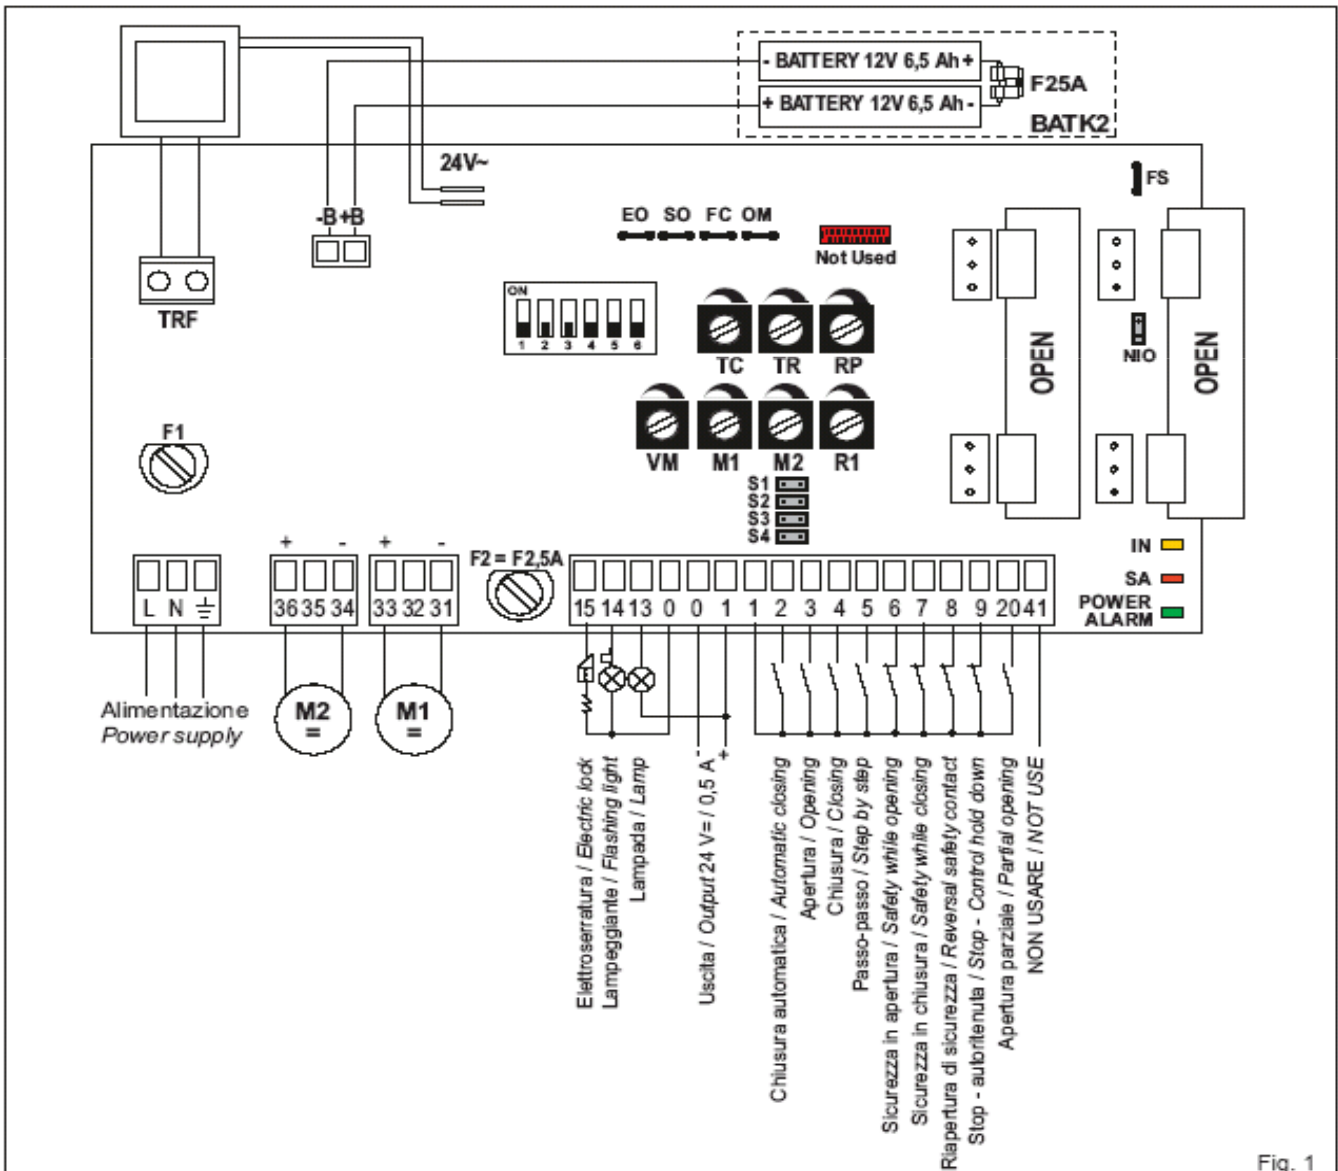 - BATTERY 12V 6,5 Ah +
+ BATTERY 12V 6,5 Ah -
F25A
BATK2
24V~
-B +B
FS
EO SO FC OM
Not Used
TRF
ON
1 2 3 4 5 6
TC TR RP
OPEN
NIO
OPEN
F1
VM M1 M2 R1
S1
S2
S3
S4
+ - + -
F2 = F2,5A
IN
SA
POWER
ALARM
L N
36 35 34
33 32 31
15 14 13 0 0 1 1 2 3 4 5 6 7 8 9 20 41
Alimentazione
Power supply
M2
=
M1
=
- +
Elettroserratura / Electric lock
Lampeggiante / Flashing light
Lampada / Lamp
Uscita / Output 24 V= / 0,5 A
Chiusura automatica / Automatic closing
Apertura / Opening
Chiusura / Closing
Passo-passo / Step by step
Sicurezza in apertura / Safety while opening
Sicurezza in chiusura / Safety while closing
Riapertura di sicurezza / Reversal safety contact
Stop - autoritenuta / Stop - Control hold down
Apertura parziale / Partial opening
NON USARE / NOT USE
Fig. 1